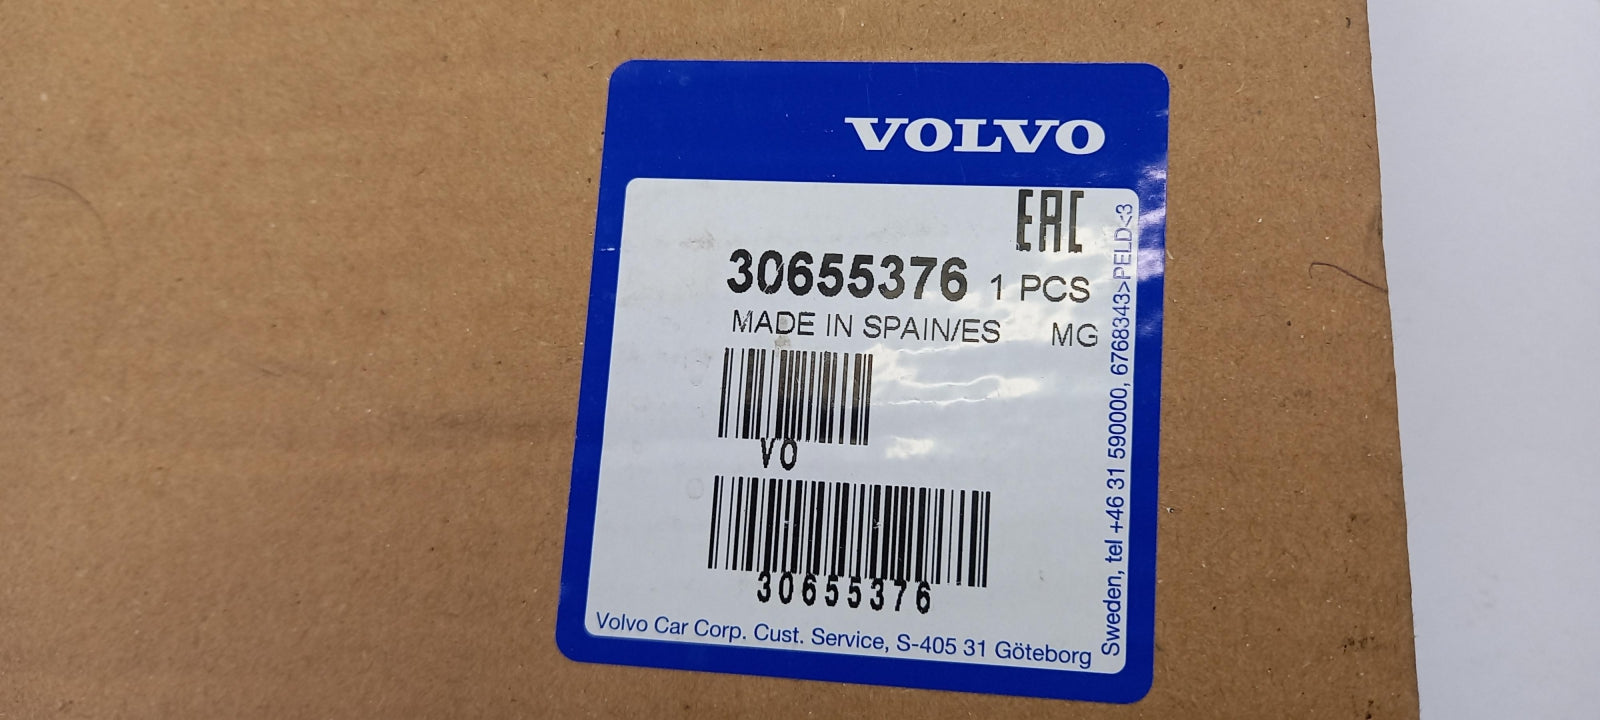 VOLVO
EAC
30655376 1 PCS
MADE IN SPAIN/ES MG
VO
30655376
Volvo Car Corp. Cust. Service, S-405 31 Göteborg
Sweden, tel +46 31 590000, 6768343>PELD<3